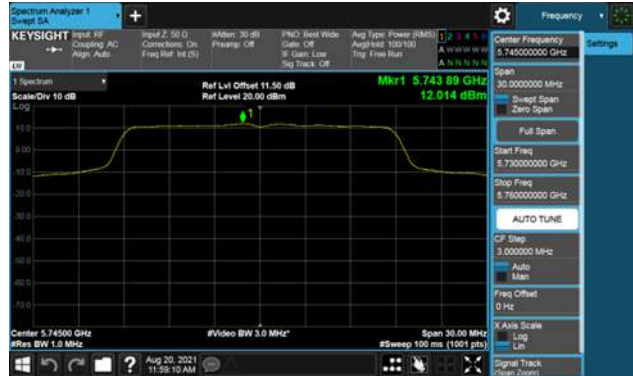 Spectrum Analyzer 1
Swept SA
+
Frequency
KEYSIGHT Input: RF
Coupling: AC
Align: Auto
Input Z: 50 Ω
Corrections: On
Freq Ref: Int (S)
#Atten: 30 dB
Preamp: Off
PNO: Best Wide
Gate: Off
IF Gain: Low
Sig Track: Off
Avg Type: Power (RMS)
Avg|Hold: 100/100
Trig: Free Run
1 2 3 4 5 6
A W W W W W
A N N N N N
LNI
1 Spectrum
Scale/Div 10 dB
Ref Lvl Offset 11.50 dB
Ref Level 20.00 dBm
Mkr1 5.743 89 GHz
12.014 dBm
Log
1
10.0
0.00
-10.0
-20.0
-30.0
-40.0
-50.0
-60.0
-70.0
Center 5.74500 GHz
#Res BW 1.0 MHz
#Video BW 3.0 MHz*
Span 30.00 MHz
#Sweep 100 ms (1001 pts)
Center Frequency
5.745000000 GHz
Settings
Span
30.0000000 MHz
Swept Span
Zero Span
Full Span
Start Freq
5.730000000 GHz
Stop Freq
5.760000000 GHz
AUTO TUNE
CF Step
3.000000 MHz
Auto
Man
Freq Offset
0 Hz
X Axis Scale
Log
Lin
Signal Track
(Span Zoom)
?
Aug 20, 2021
11:59:10 AM